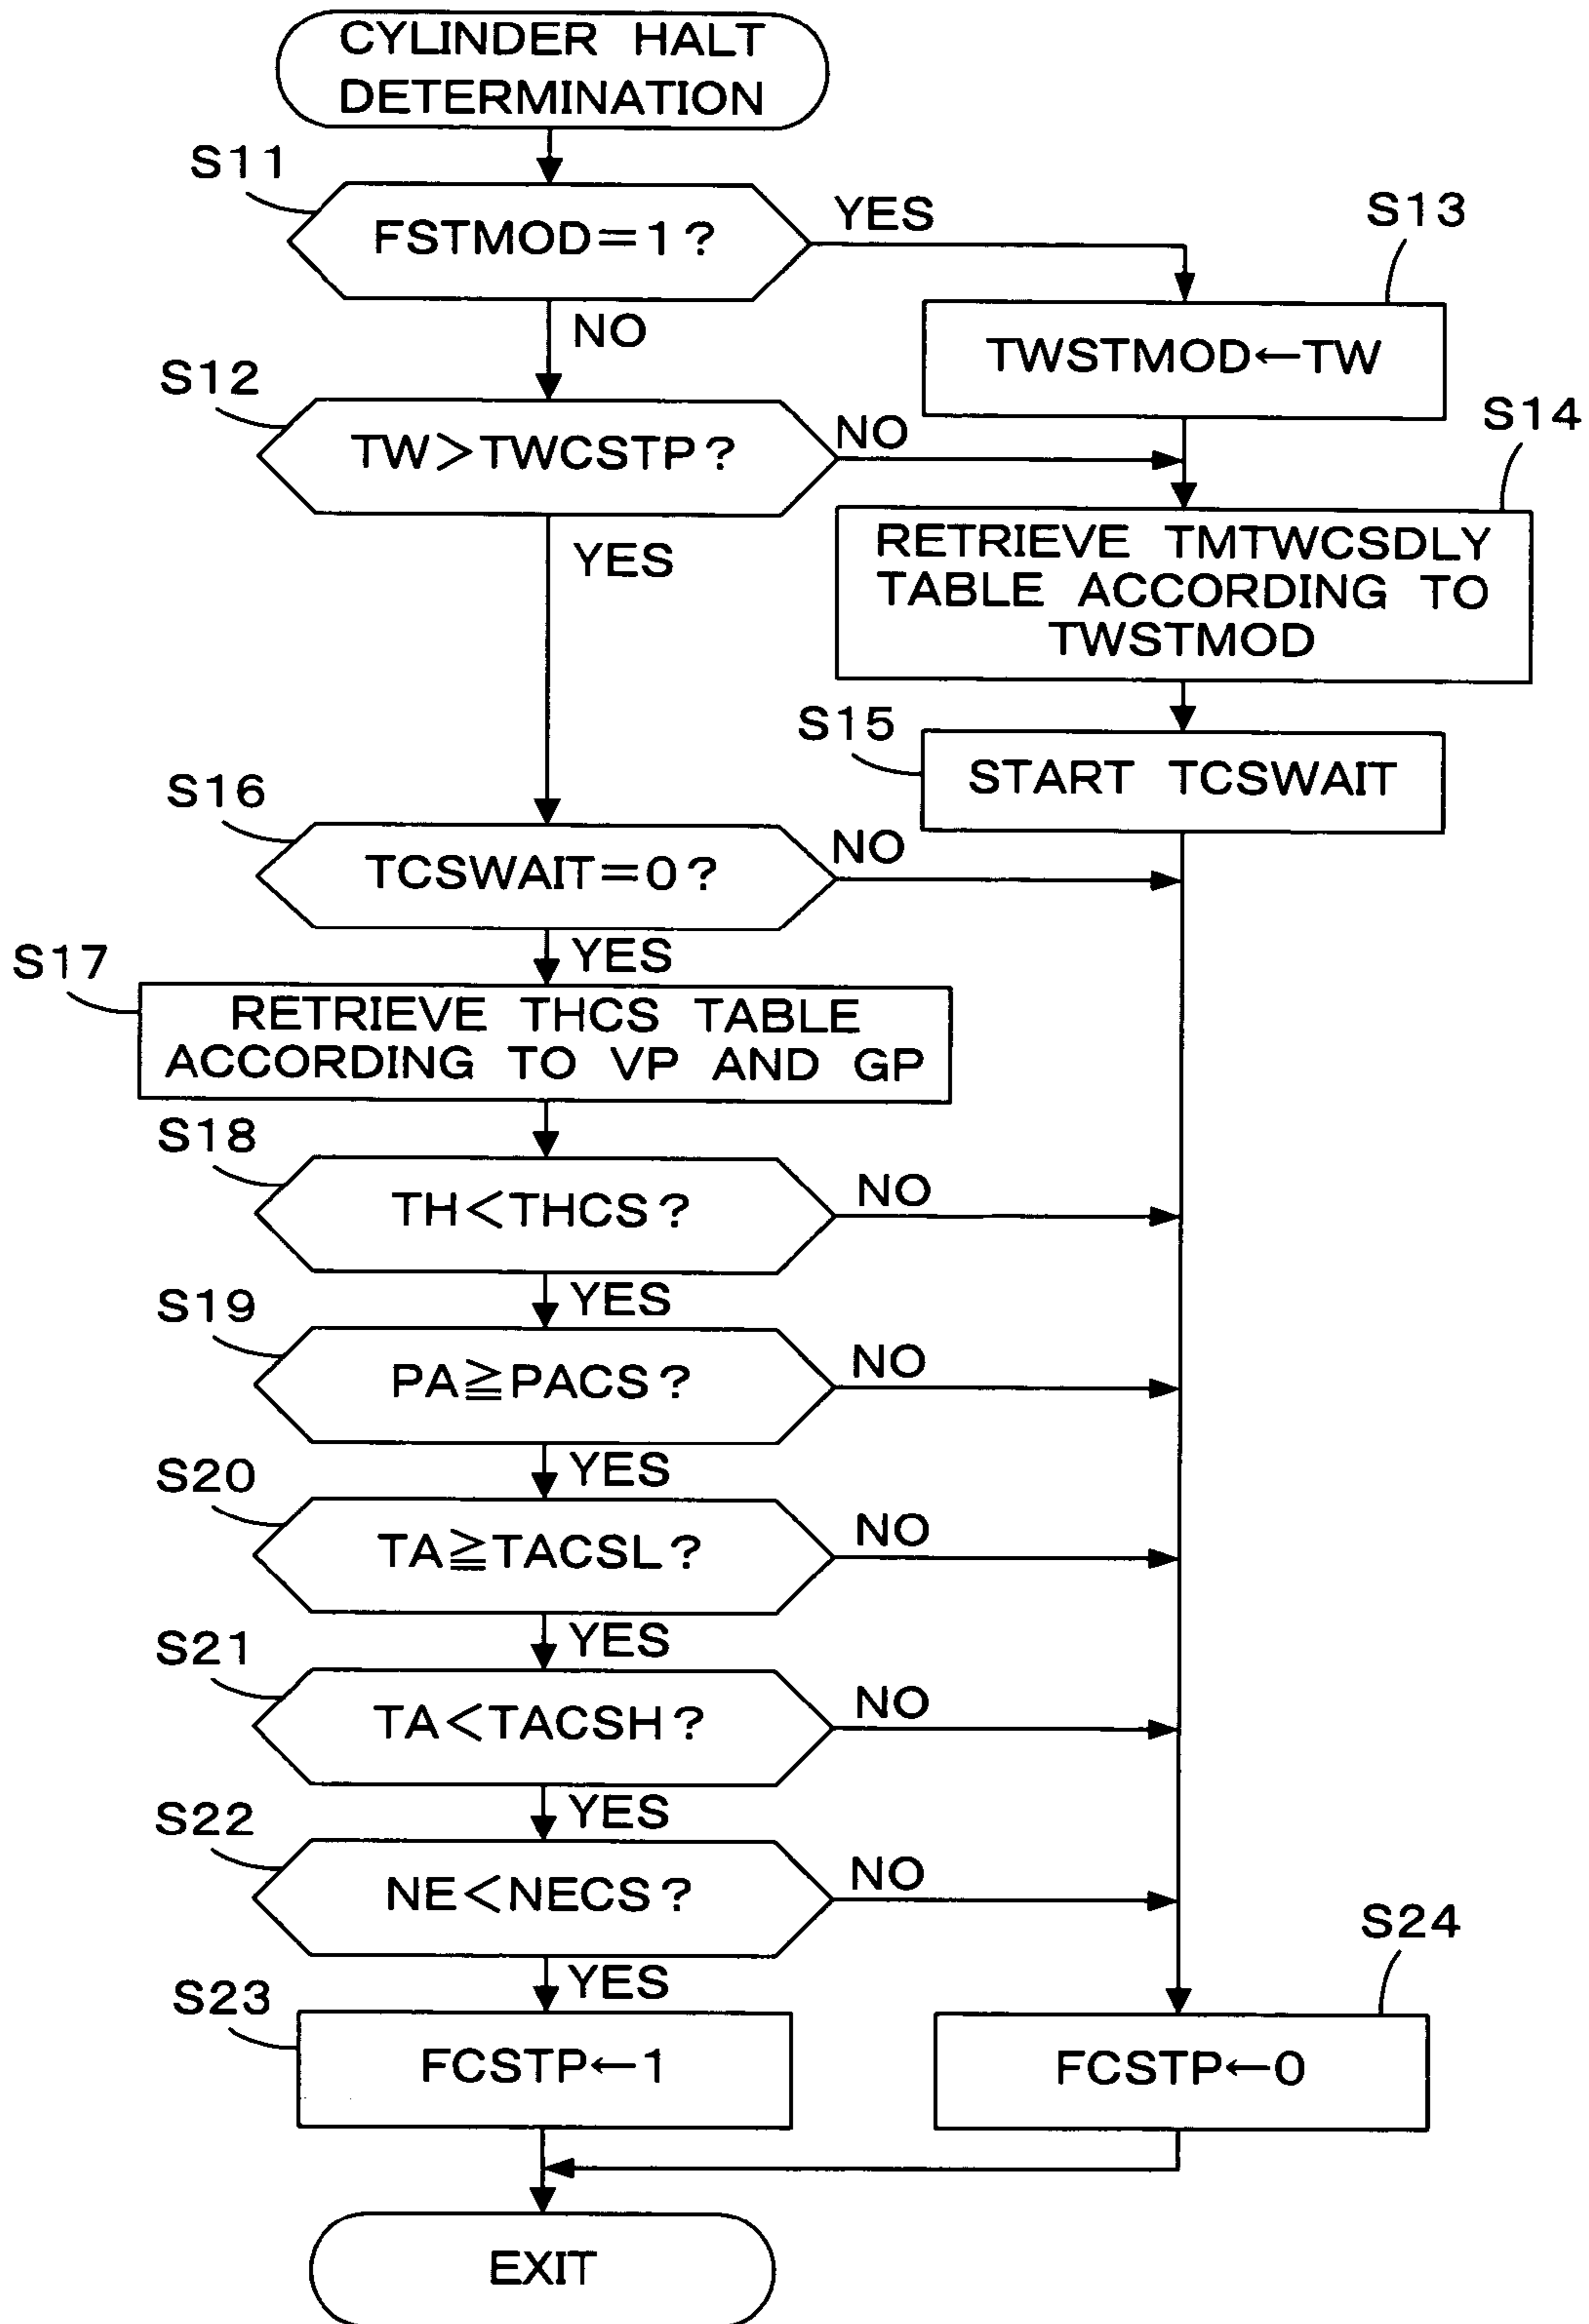 CYLINDER HALT
DETERMINATION
S11
FSTMOD=1?
YES
NO
S13
TWSTMOD←TW
S12
TW>TWCSTP?
NO
YES
S14
RETRIEVE TMTWCSDLY
TABLE ACCORDING TO
TWSTMOD
S15
START TCSWAIT
S16
TCSWAIT=0?
NO
YES
S17
RETRIEVE THCS TABLE
ACCORDING TO VP AND GP
S18
TH<THCS?
NO
YES
S19
PA≧PACS?
NO
YES
S20
TA≧TACSL?
NO
YES
S21
TA<TACSH?
NO
YES
S22
NE<NECS?
NO
YES
S23
FCSTP←1
S24
FCSTP←0
EXIT